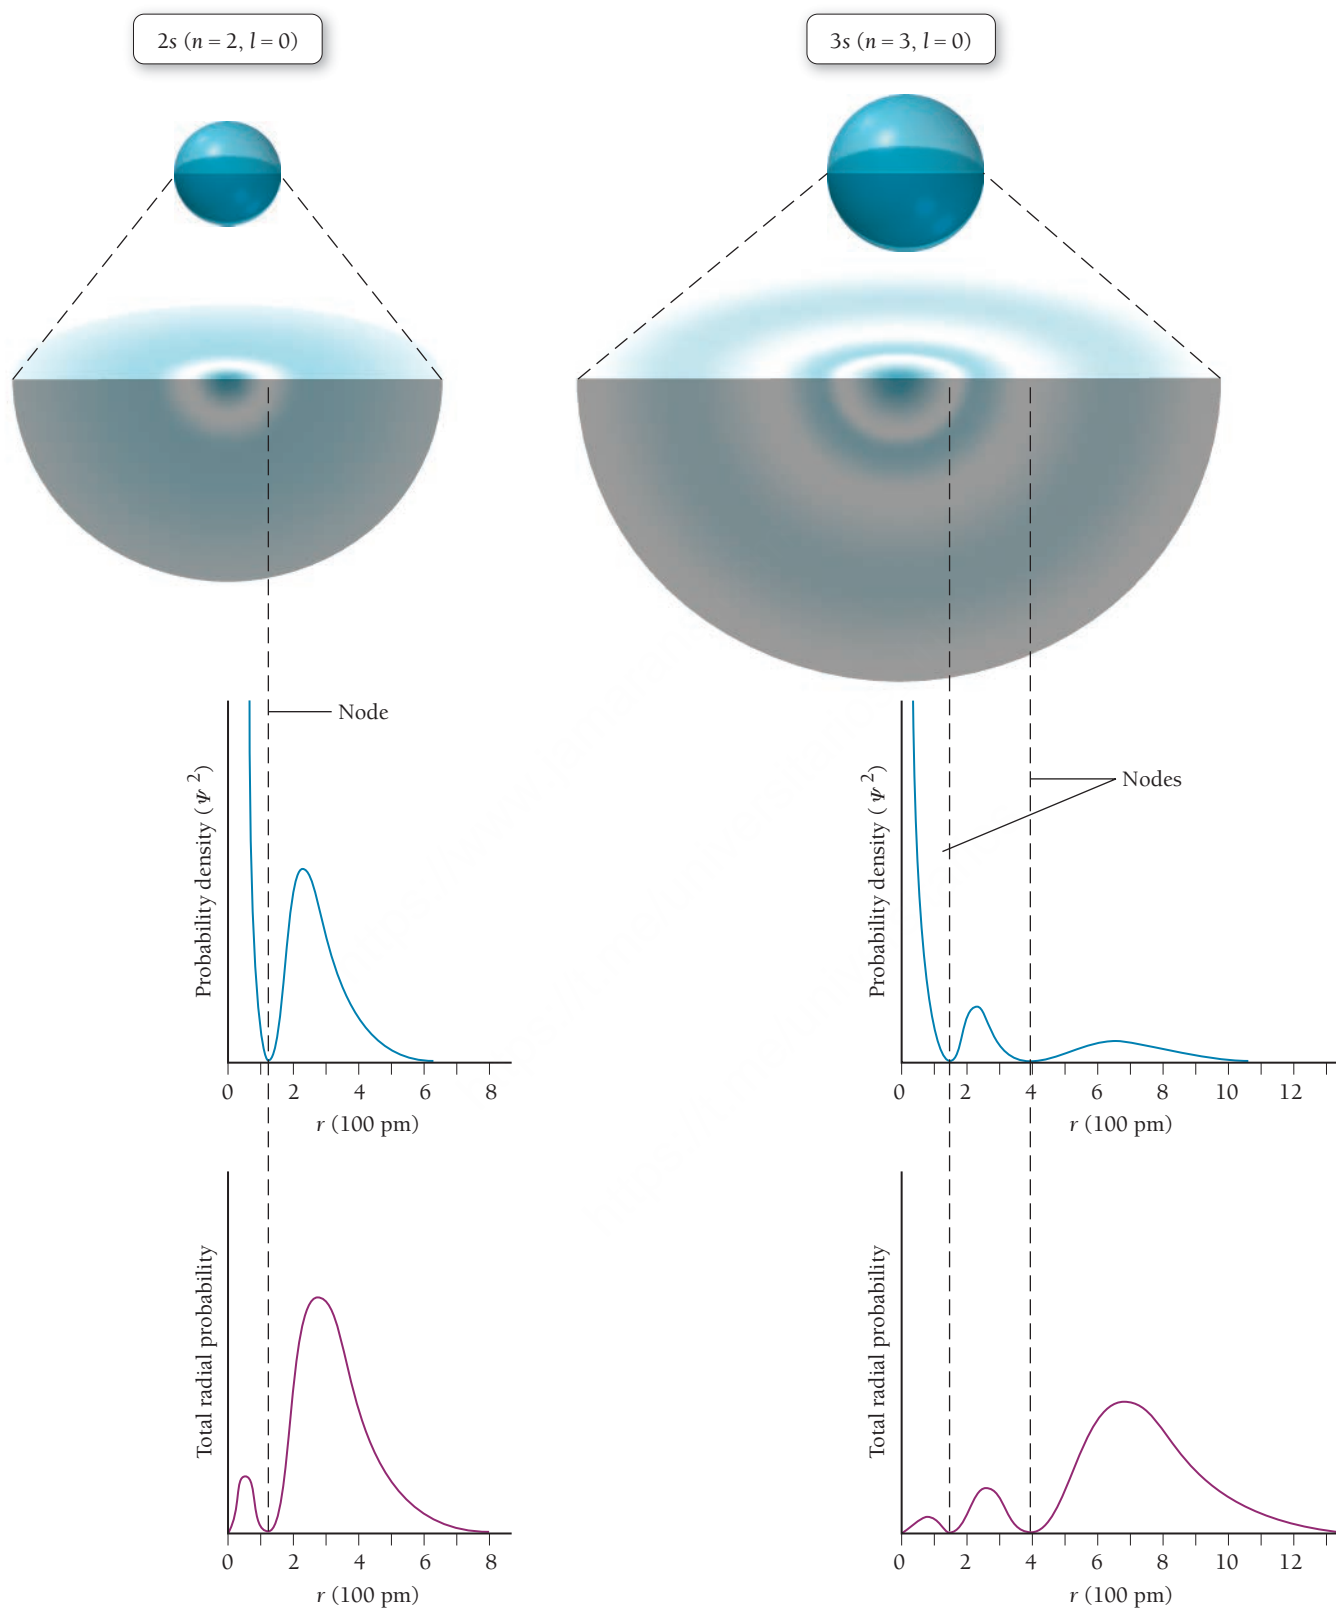 2s (n = 2, l = 0)
3s (n = 3, l = 0)
Node
Probability density (Ψ²)
0 2 4 6 8
r (100 pm)
Nodes
Probability density (Ψ²)
0 2 4 6 8 10 12
r (100 pm)
Total radial probability
0 2 4 6 8
r (100 pm)
Total radial probability
0 2 4 6 8 10 12
r (100 pm)